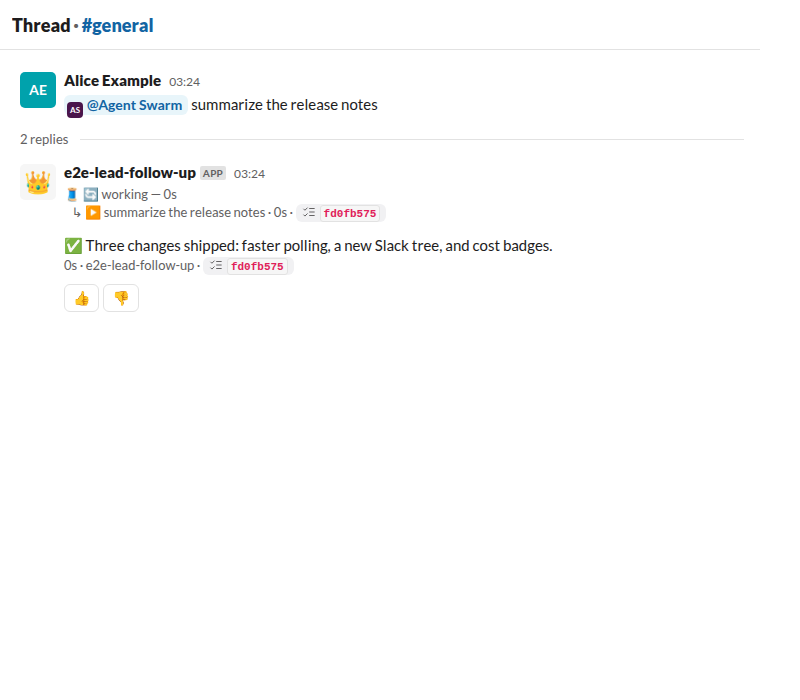 Thread • #general
AE
Alice Example 03:24
AS @Agent Swarm summarize the release notes
2 replies
e2e-lead-follow-up APP 03:24
🧵 🔄 working — 0s
↳ ▶️ summarize the release notes · 0s · fd0fb575
✅ Three changes shipped: faster polling, a new Slack tree, and cost badges.
0s · e2e-lead-follow-up · fd0fb575
👍 👎